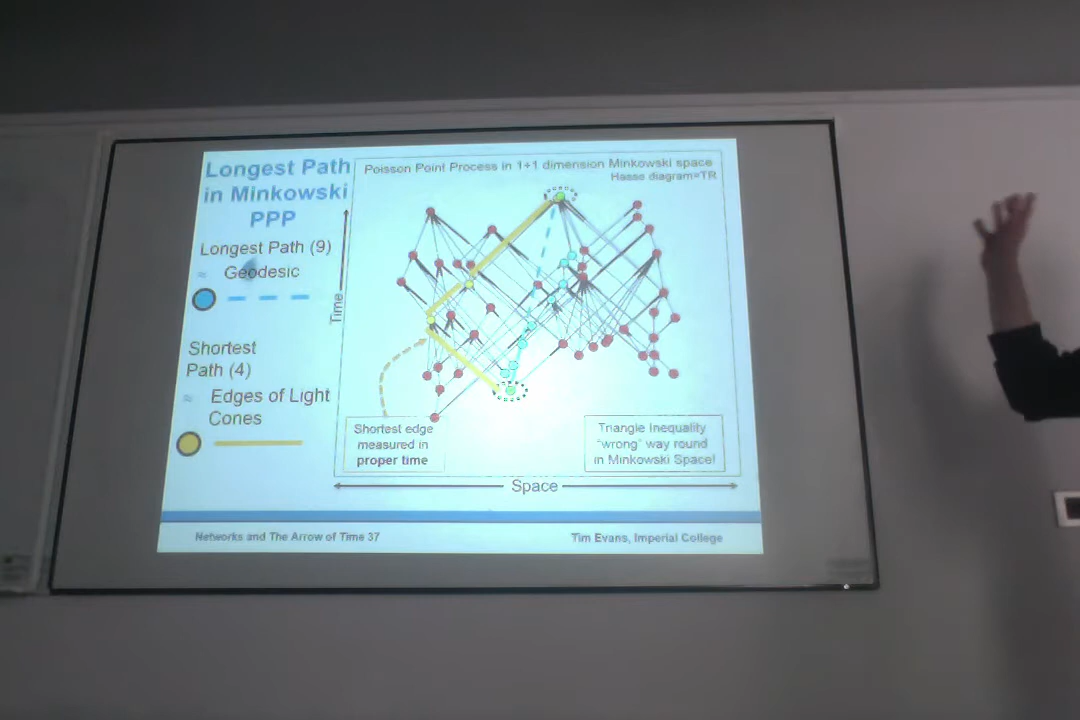 Longest Path
in Minkowski
PPP
Longest Path (9)
≈ Geodesic
Shortest
Path (4)
≈ Edges of Light
Cones
Poisson Point Process in 1+1 dimension Minkowski space
Hasse diagram=TR
Time
Shortest edge
measured in
proper time
Triangle Inequality
"wrong" way round
in Minkowski Space!
Space
Networks and The Arrow of Time 37
Tim Evans, Imperial College